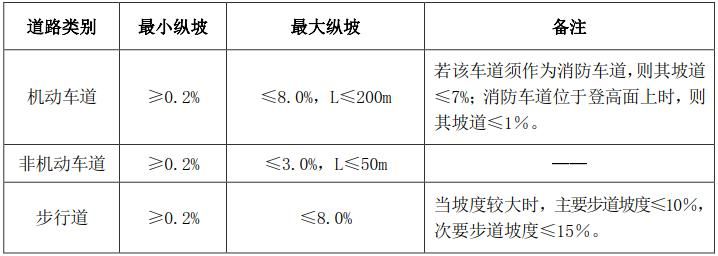 道路类别 最小纵坡 最大纵坡 备注
机动车道 ≥0.2% ≤8.0%，L≤200m 若该车道须作为消防车道，则其坡道
≤7%；消防车道位于登高面上时，则
其坡道≤1%。
非机动车道 ≥0.2% ≤3.0%，L≤50m ——
步行道 ≥0.2% ≤8.0% 当坡度较大时，主要步道坡度≤10%，
次要步道坡度≤15%。